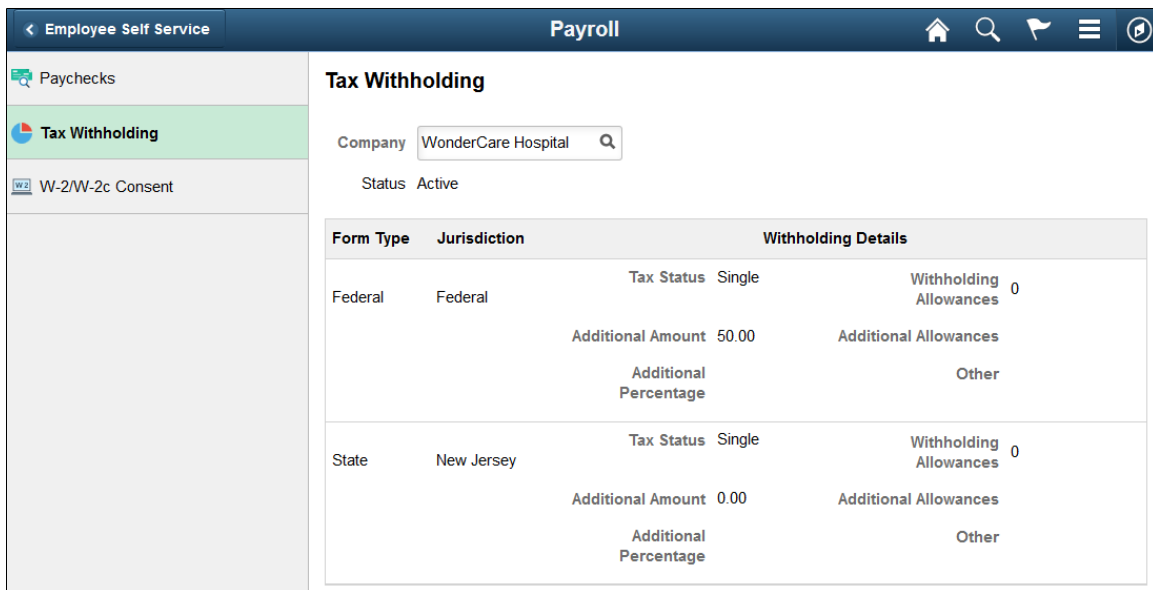 Employee Self Service
Payroll
Paychecks
Tax Withholding
W2 W-2/W-2c Consent
Tax Withholding
Company WonderCare Hospital
Status Active
Form Type Jurisdiction Withholding Details
Federal Federal
Tax Status Single
Withholding
Allowances 0
Additional Amount 50.00 Additional Allowances
Additional
Percentage
Other
State New Jersey
Tax Status Single
Withholding
Allowances 0
Additional Amount 0.00 Additional Allowances
Additional
Percentage
Other